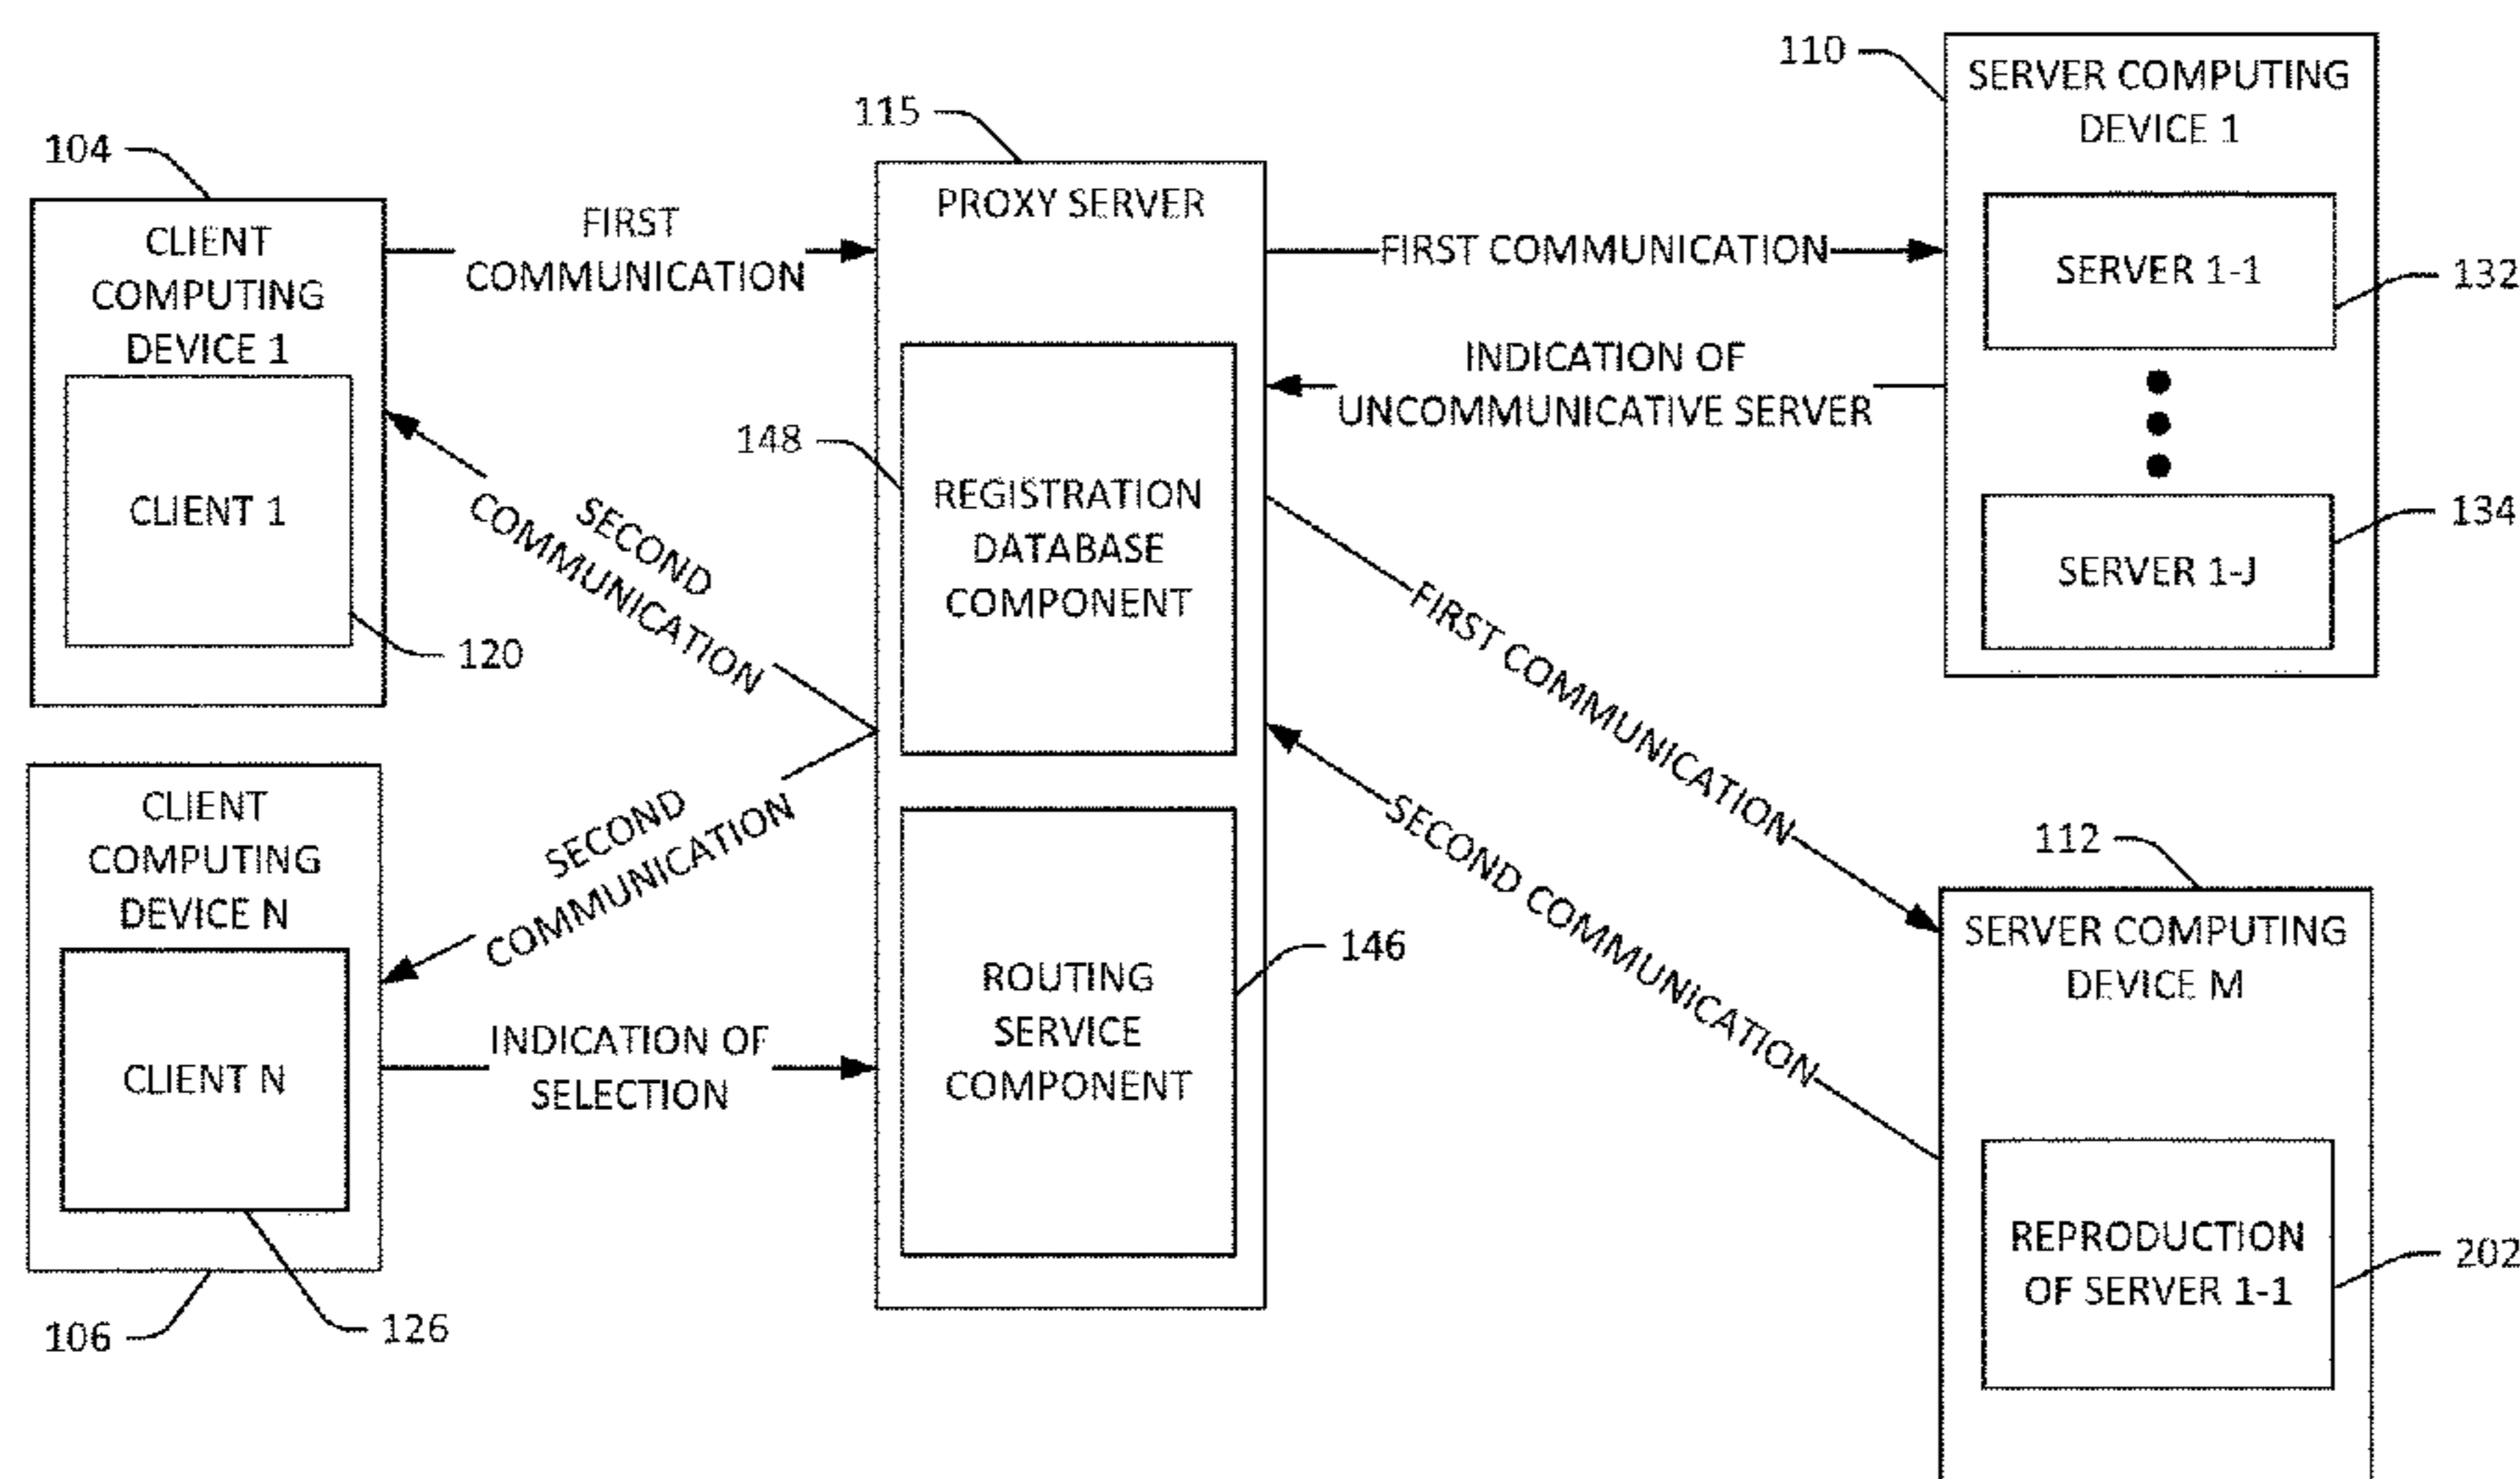 104
CLIENT
COMPUTING
DEVICE 1
CLIENT 1
120
FIRST
COMMUNICATION
SECOND
COMMUNICATION
CLIENT
COMPUTING
DEVICE N
CLIENT N
106
126
SECOND
COMMUNICATION
INDICATION OF
SELECTION
115
PROXY SERVER
148
REGISTRATION
DATABASE
COMPONENT
ROUTING
SERVICE
COMPONENT
146
FIRST COMMUNICATION
INDICATION OF
UNCOMMUNICATIVE SERVER
FIRST COMMUNICATION
SECOND COMMUNICATION
110
SERVER COMPUTING
DEVICE 1
SERVER 1-1
132
SERVER 1-J
134
112
SERVER COMPUTING
DEVICE M
REPRODUCTION
OF SERVER 1-1
202